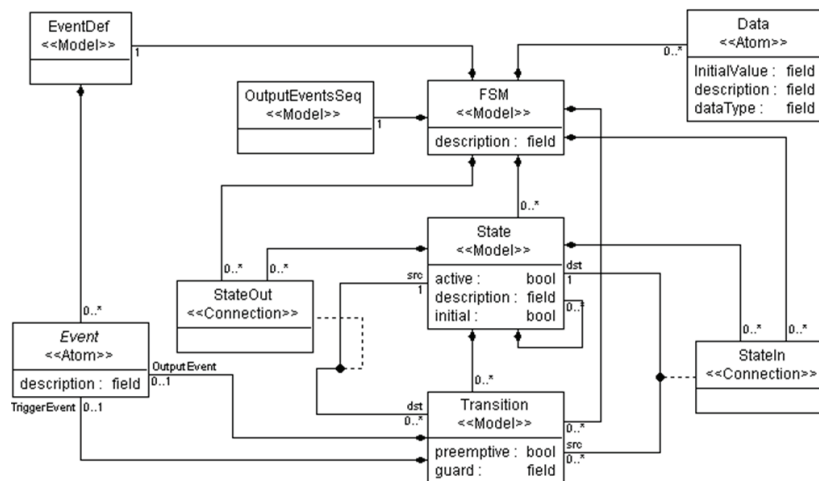 EventDef
<<Model>>
1
Data
<<Atom>>
InitialValue : field
description : field
dataType : field
0..*
OutputEventsSeq
<<Model>>
1
FSM
<<Model>>
description : field
0..*
State
<<Model>>
active : bool
description : field
initial : bool
src
1
dst
1
0..*
0..*
0..*
StateOut
<<Connection>>
0..*
0..*
StateIn
<<Connection>>
0..*
Event
<<Atom>>
description : field
OutputEvent
0..1
TriggerEvent
0..1
0..*
dst
0..*
Transition
<<Model>>
preemptive : bool
guard : field
0..*
src
0..*